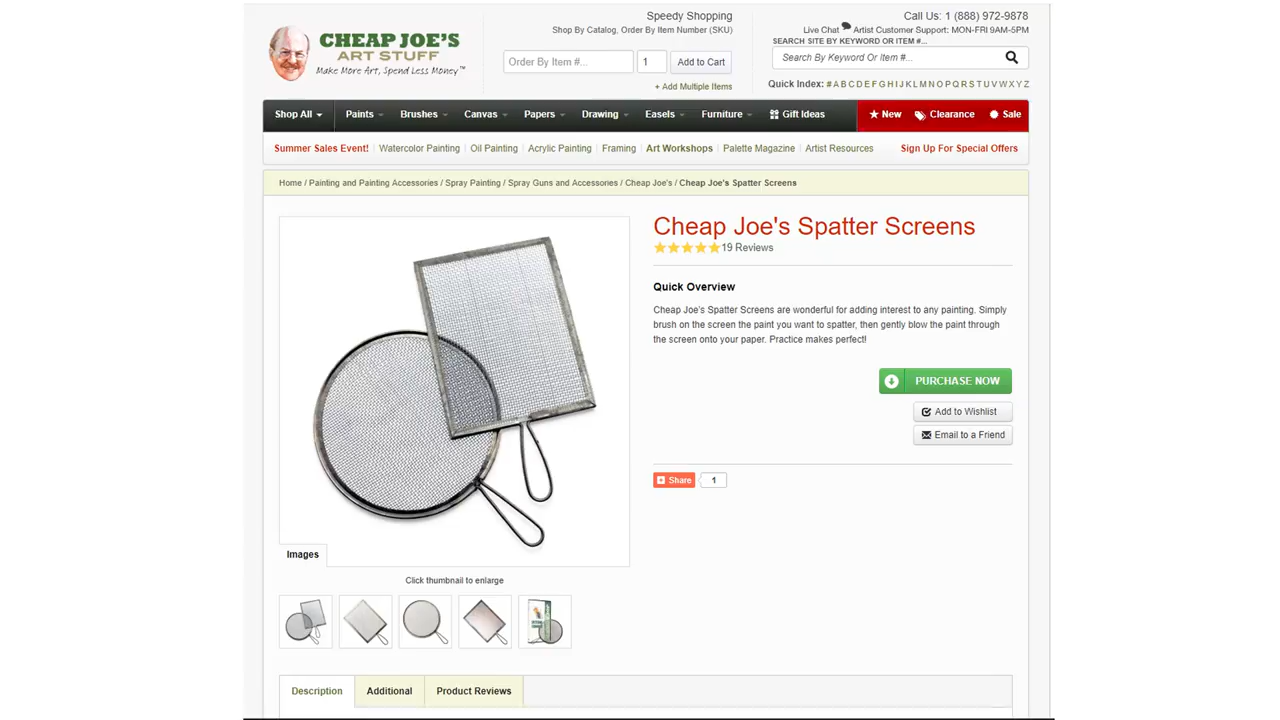 CHEAP JOE'S
ART STUFF
Make More Art, Spend Less Money™
Speedy Shopping
Shop By Catalog, Order By Item Number (SKU)
Order By Item #...
1
Add to Cart
+ Add Multiple Items
Call Us: 1 (888) 972-9878
Live Chat Artist Customer Support: MON-FRI 9AM-5PM
SEARCH SITE BY KEYWORD OR ITEM #...
Search By Keyword Or Item #...
Quick Index: # A B C D E F G H I J K L M N O P Q R S T U V W X Y Z
Shop All Paints Brushes Canvas Papers Drawing Easels Furniture Gift Ideas New Clearance Sale
Summer Sales Event! Watercolor Painting Oil Painting Acrylic Painting Framing Art Workshops Palette Magazine Artist Resources Sign Up For Special Offers
Home / Painting and Painting Accessories / Spray Painting / Spray Guns and Accessories / Cheap Joe's / Cheap Joe's Spatter Screens
Cheap Joe's Spatter Screens
19 Reviews
Quick Overview
Cheap Joe's Spatter Screens are wonderful for adding interest to any painting. Simply
brush on the screen the paint you want to spatter, then gently blow the paint through
the screen onto your paper. Practice makes perfect!
PURCHASE NOW
Add to Wishlist
Email to a Friend
Share 1
Images
Click thumbnail to enlarge
Description Additional Product Reviews